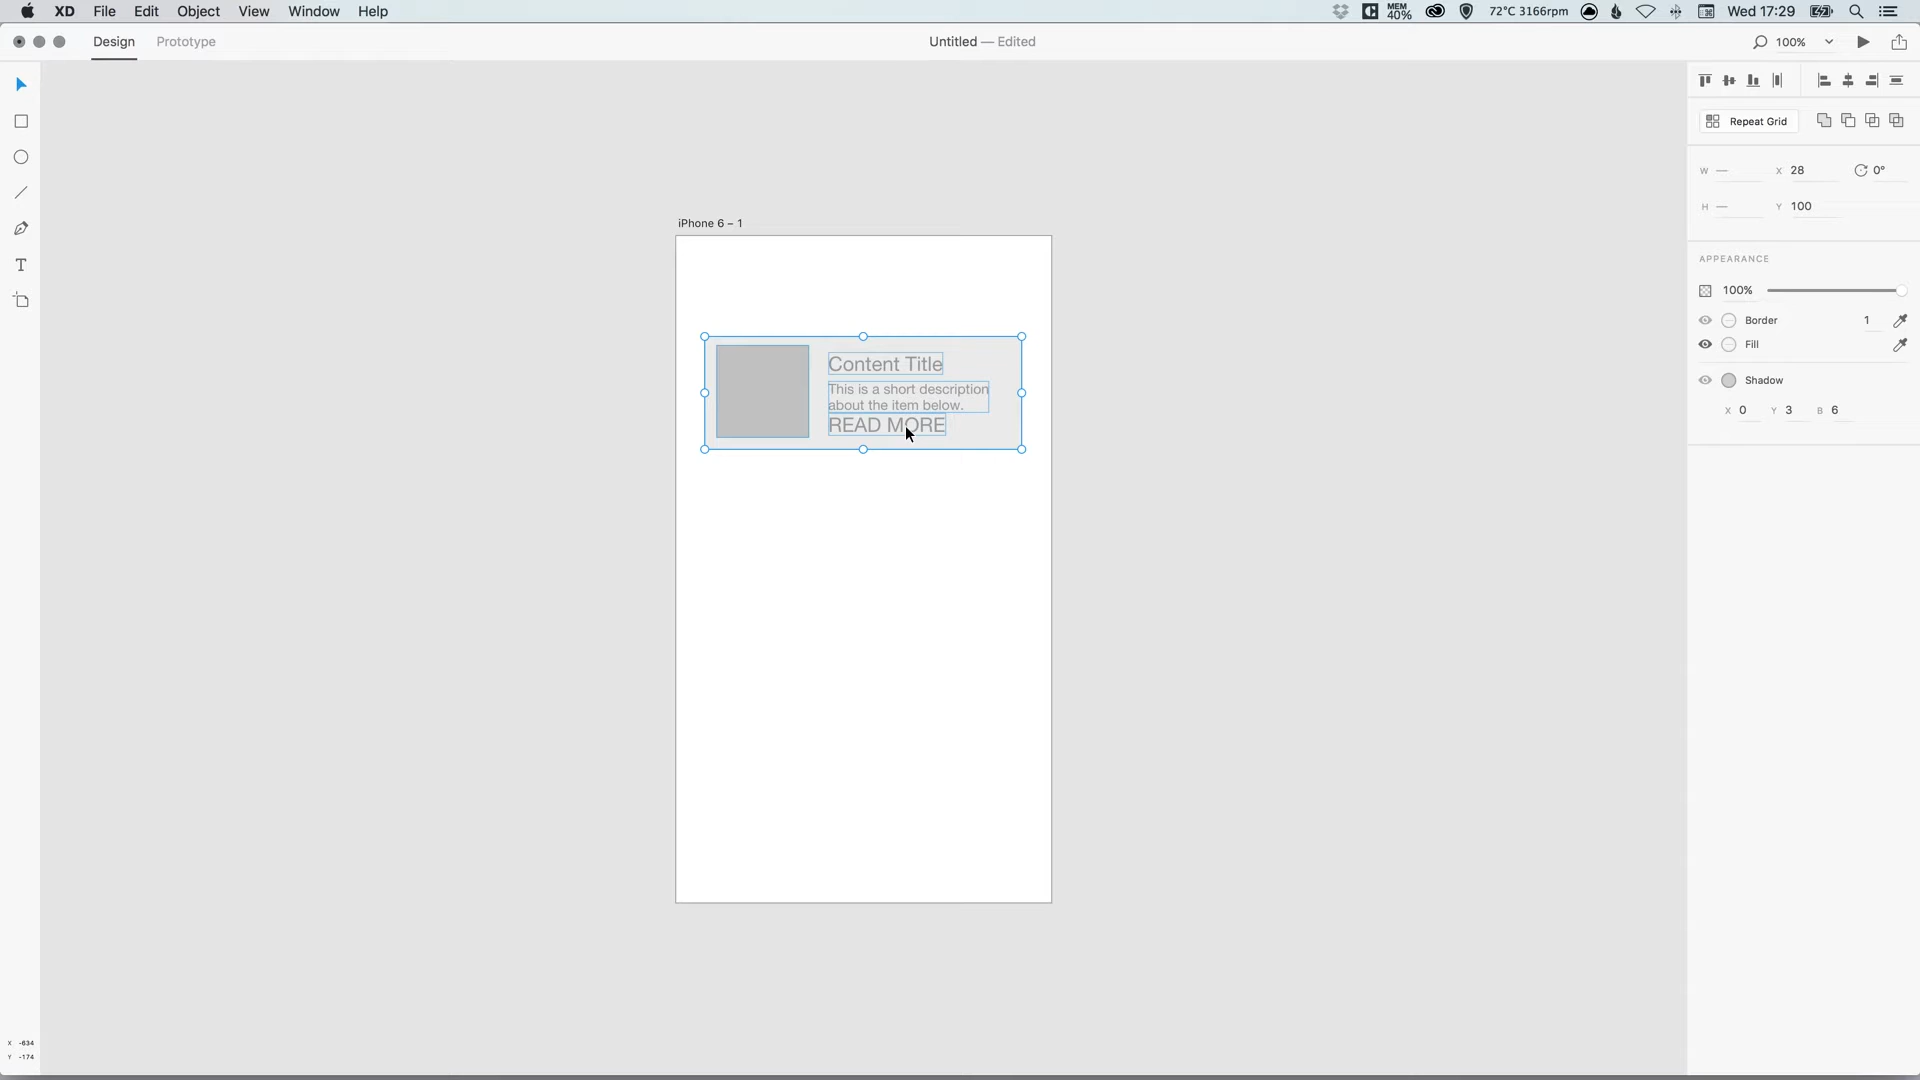 XD File Edit Object View Window Help
MEM 40% 72°C 3166rpm Wed 17:29
Design Prototype
Untitled — Edited
100%
Repeat Grid
W — X 28 0°
H — Y 100
APPEARANCE
100%
Border 1
Fill
Shadow
X 0 Y 3 B 6
iPhone 6 – 1
Content Title
This is a short description
about the item below.
READ MORE
T
X -634
Y -174